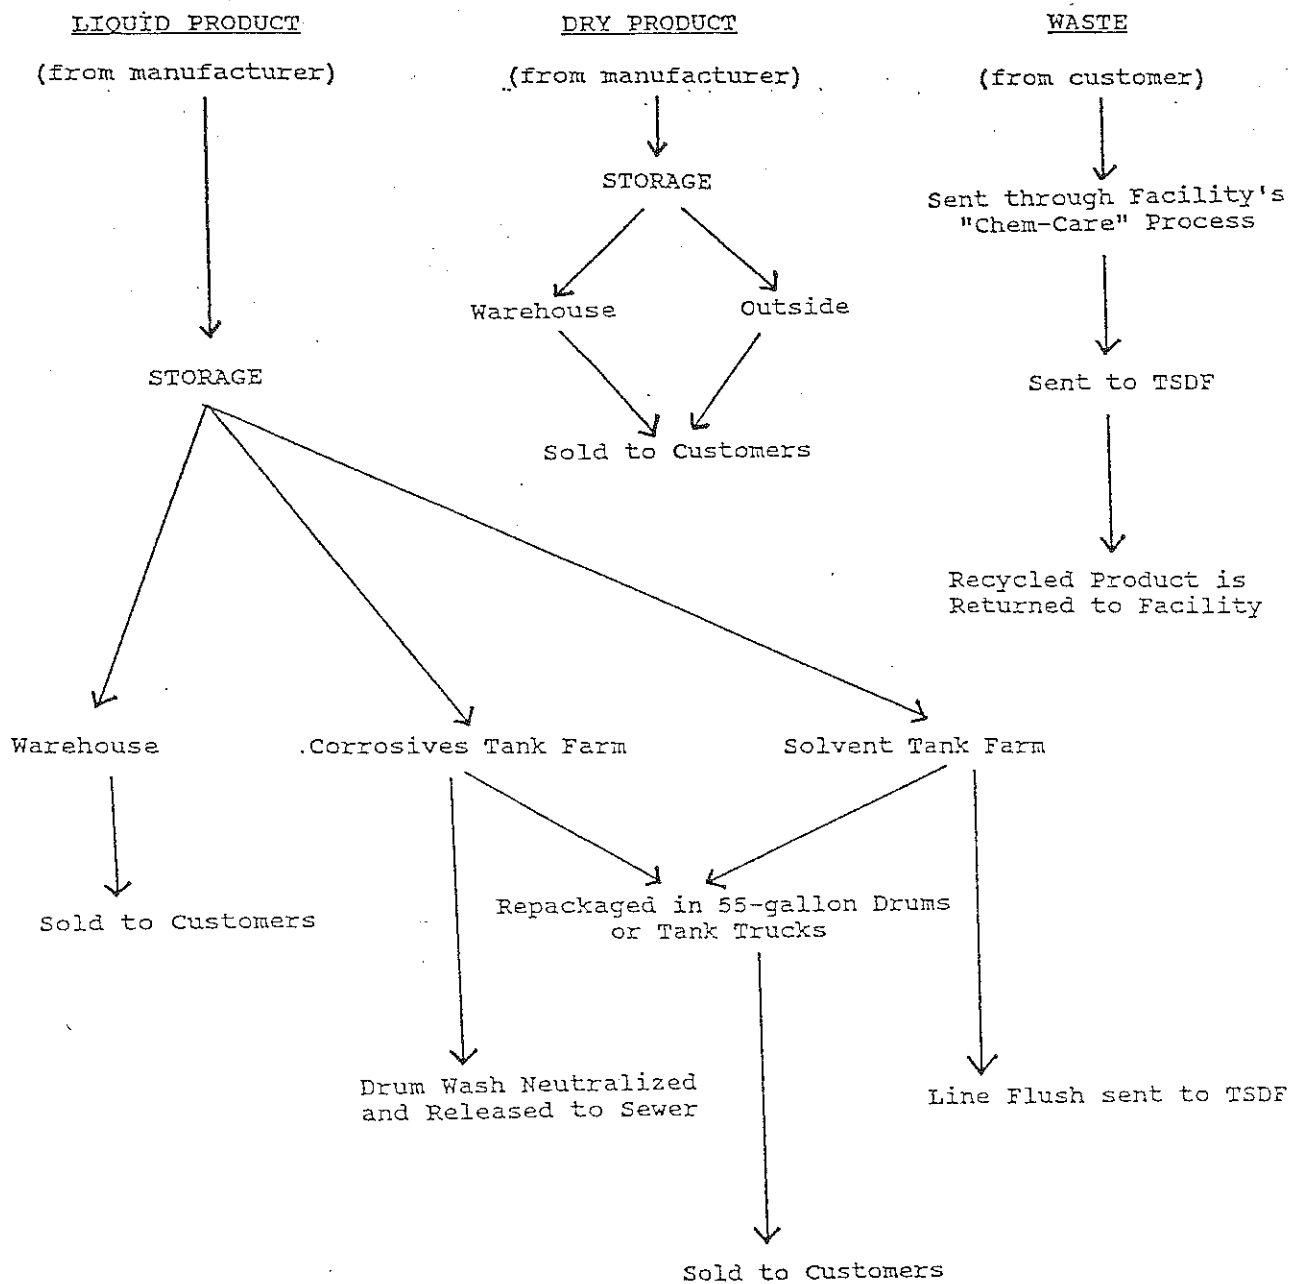 LIQUID PRODUCT
(from manufacturer)
STORAGE
Warehouse
Sold to Customers
.Corrosives Tank Farm
Drum Wash Neutralized
and Released to Sewer
Solvent Tank Farm
Repackaged in 55-gallon Drums
or Tank Trucks
Line Flush sent to TSDF
Sold to Customers
DRY PRODUCT
(from manufacturer)
STORAGE
Warehouse
Outside
Sold to Customers
WASTE
(from customer)
Sent through Facility's
"Chem-Care" Process
Sent to TSDF
Recycled Product is
Returned to Facility